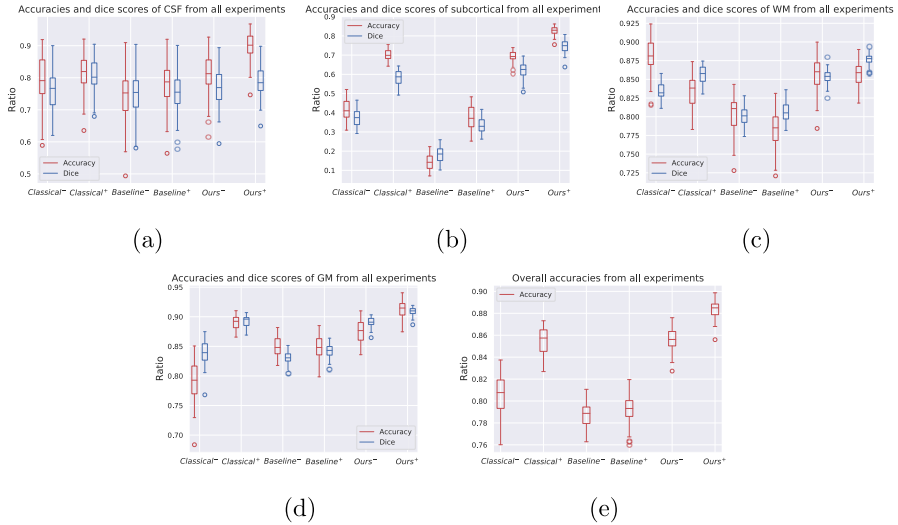 Accuracies and dice scores of CSF from all experiments
Ratio
0.9
0.8
0.7
0.6
0.5
Accuracy
Dice
Classical⁻ Classical⁺ Baseline⁻ Baseline⁺ Ours⁻ Ours⁺
(a)
Accuracies and dice scores of subcortical from all experiment
Ratio
0.9
0.8
0.7
0.6
0.5
0.4
0.3
0.2
0.1
Accuracy
Dice
Classical⁻ Classical⁺ Baseline⁻ Baseline⁺ Ours⁻ Ours⁺
(b)
Accuracies and dice scores of WM from all experiments
Ratio
0.925
0.900
0.875
0.850
0.825
0.800
0.775
0.750
0.725
Accuracy
Dice
Classical⁻ Classical⁺ Baseline⁻ Baseline⁺ Ours⁻ Ours⁺
(c)
Accuracies and dice scores of GM from all experiments
Ratio
0.95
0.90
0.85
0.80
0.75
0.70
Accuracy
Dice
Classical⁻ Classical⁺ Baseline⁻ Baseline⁺ Ours⁻ Ours⁺
(d)
Overall accuracies from all experiments
Ratio
0.90
0.88
0.86
0.84
0.82
0.80
0.78
0.76
Accuracy
Classical⁻ Classical⁺ Baseline⁻ Baseline⁺ Ours⁻ Ours⁺
(e)